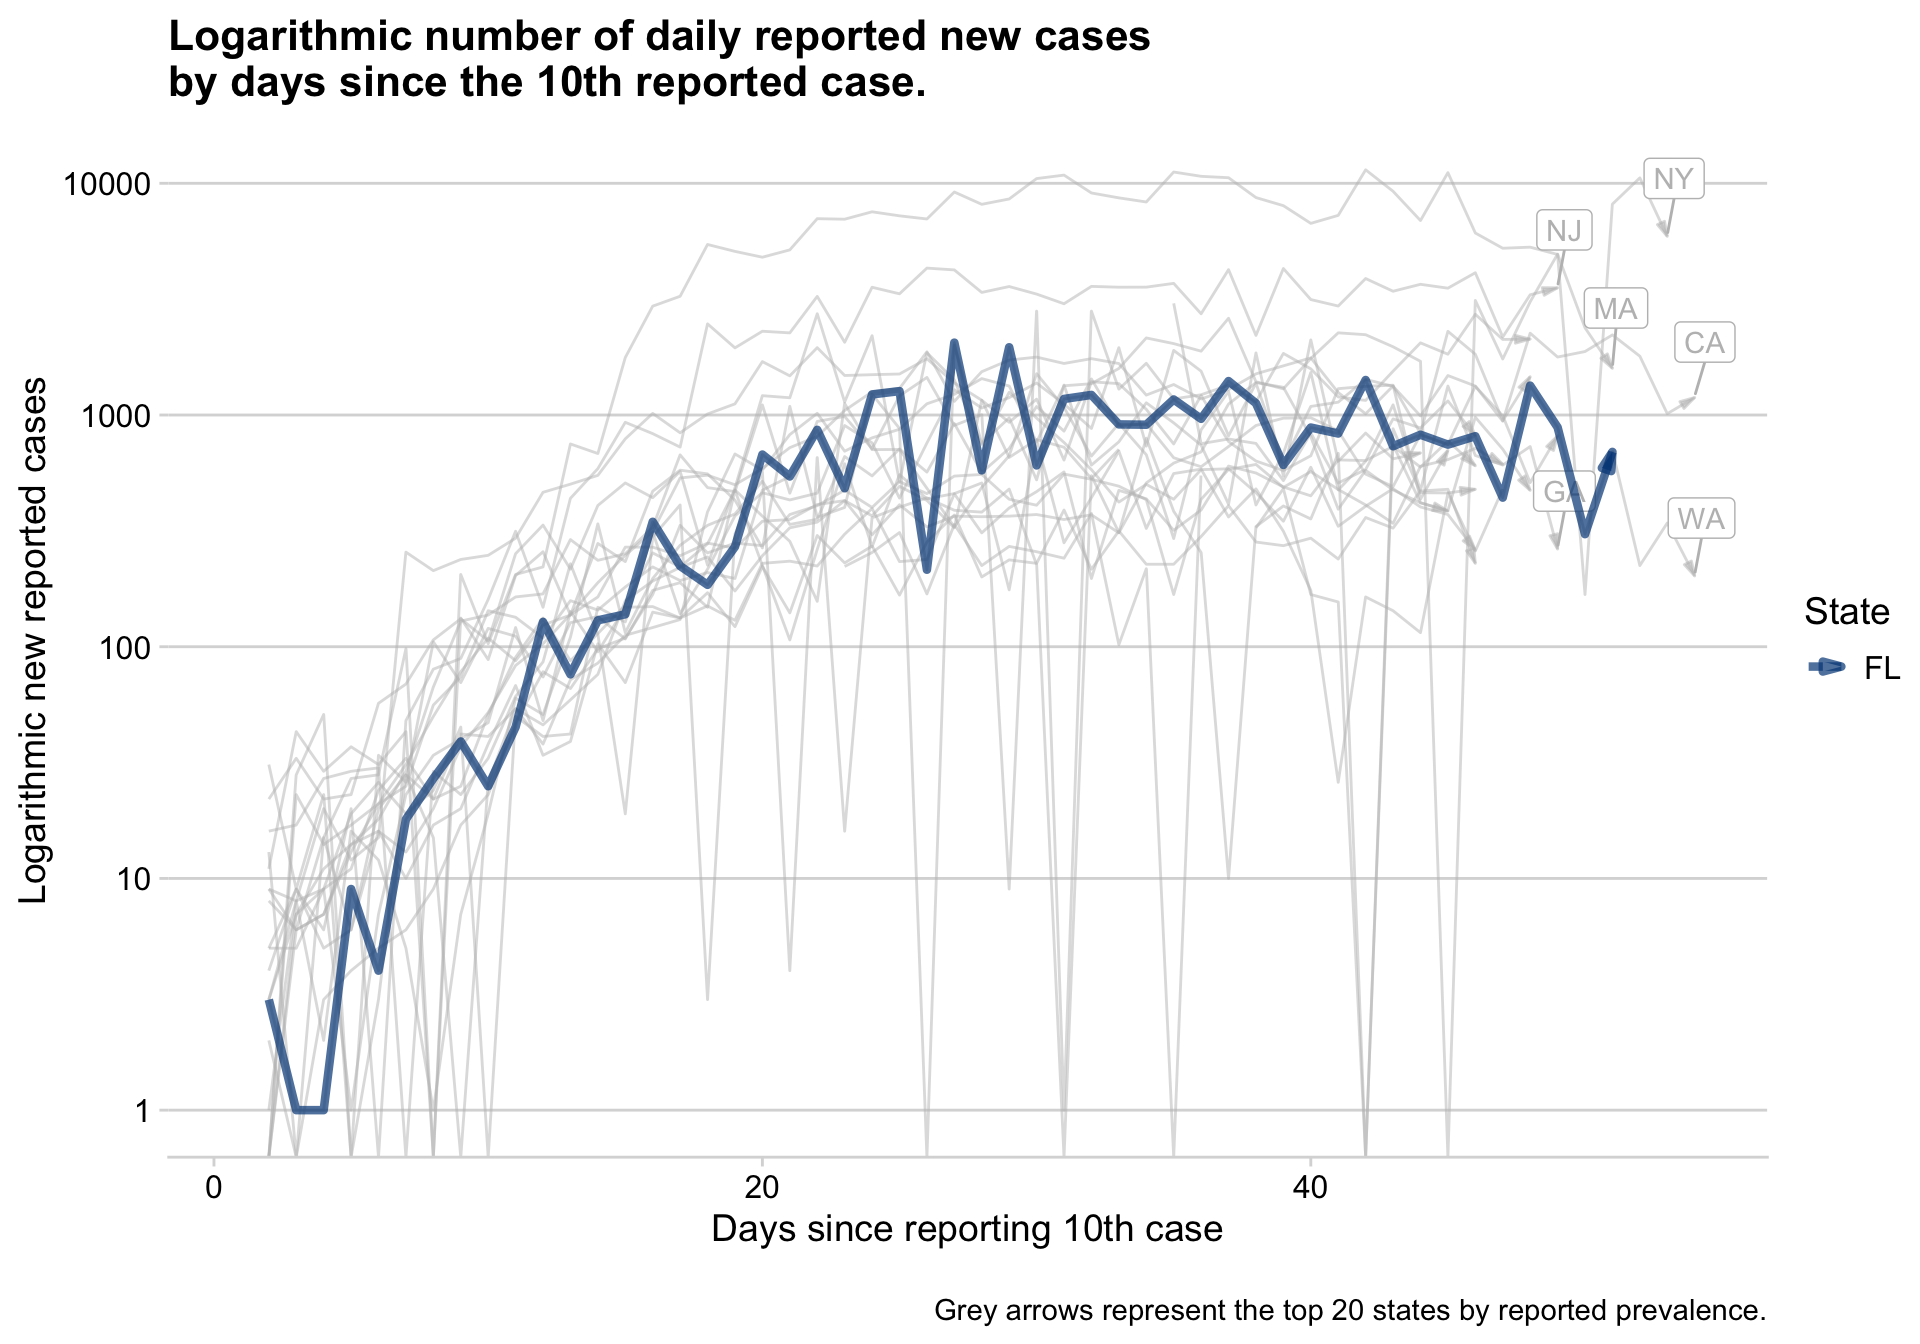 Logarithmic number of daily reported new cases
by days since the 10th reported case.
Logarithmic new reported cases
10000
1000
100
10
1
NY
NJ
MA
CA
GA
WA
State
FL
0
20
40
Days since reporting 10th case
Grey arrows represent the top 20 states by reported prevalence.